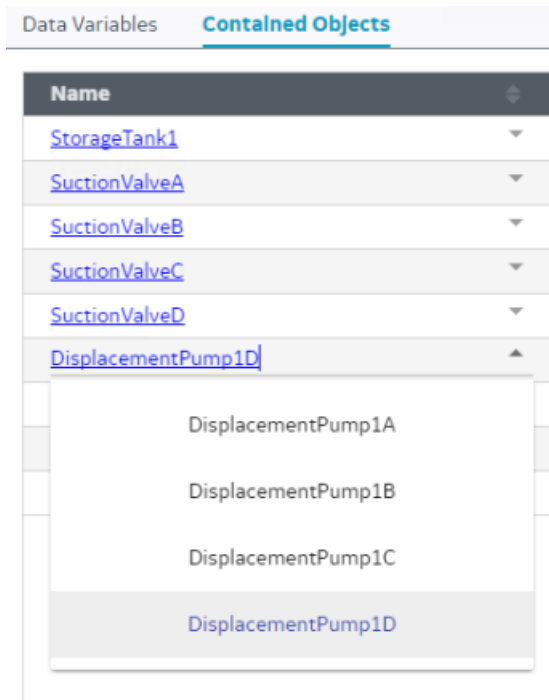 Data Variables Contained Objects
Name
StorageTank1
SuctionValveA
SuctionValveB
SuctionValveC
SuctionValveD
DisplacementPump1D
DisplacementPump1A
DisplacementPump1B
DisplacementPump1C
DisplacementPump1D